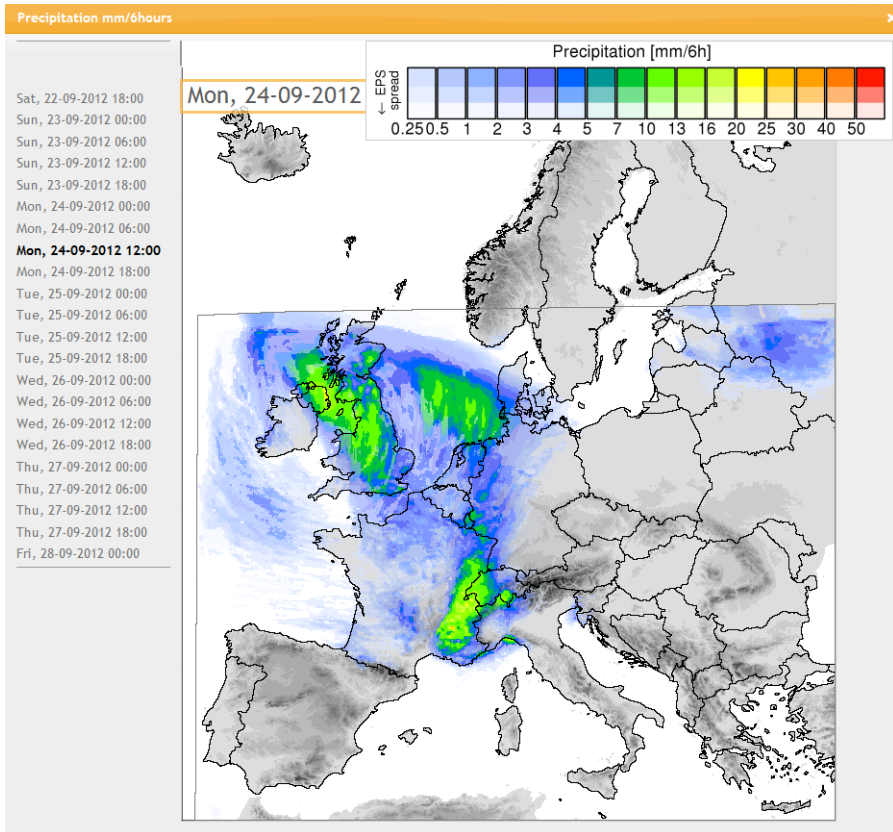 Precipitation mm/6hours
Precipitation [mm/6h]
← EPS
spread
0.25 0.5 1 2 3 4 5 7 10 13 16 20 25 30 40 50
Mon, 24-09-2012
Sat, 22-09-2012 18:00
Sun, 23-09-2012 00:00
Sun, 23-09-2012 06:00
Sun, 23-09-2012 12:00
Sun, 23-09-2012 18:00
Mon, 24-09-2012 00:00
Mon, 24-09-2012 06:00
Mon, 24-09-2012 12:00
Mon, 24-09-2012 18:00
Tue, 25-09-2012 00:00
Tue, 25-09-2012 06:00
Tue, 25-09-2012 12:00
Tue, 25-09-2012 18:00
Wed, 26-09-2012 00:00
Wed, 26-09-2012 06:00
Wed, 26-09-2012 12:00
Wed, 26-09-2012 18:00
Thu, 27-09-2012 00:00
Thu, 27-09-2012 06:00
Thu, 27-09-2012 12:00
Thu, 27-09-2012 18:00
Fri, 28-09-2012 00:00